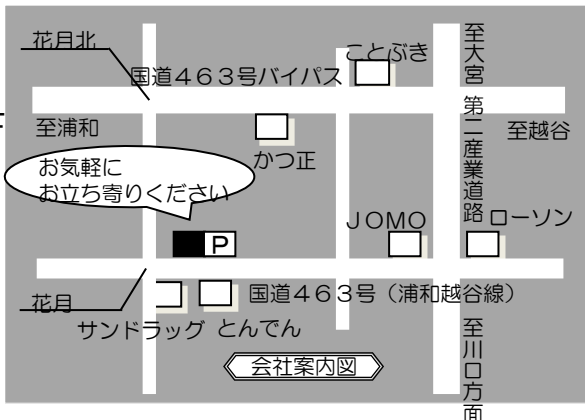 花月北
ことぶき
国道463号バイパス
至大宮
第二産業道路
至浦和
至越谷
かつ正
お気軽に
お立ち寄りください
JOMO
ローソン
P
花月
国道463号（浦和越谷線）
サンドラッグ
とんでん
至川口方面
会社案内図